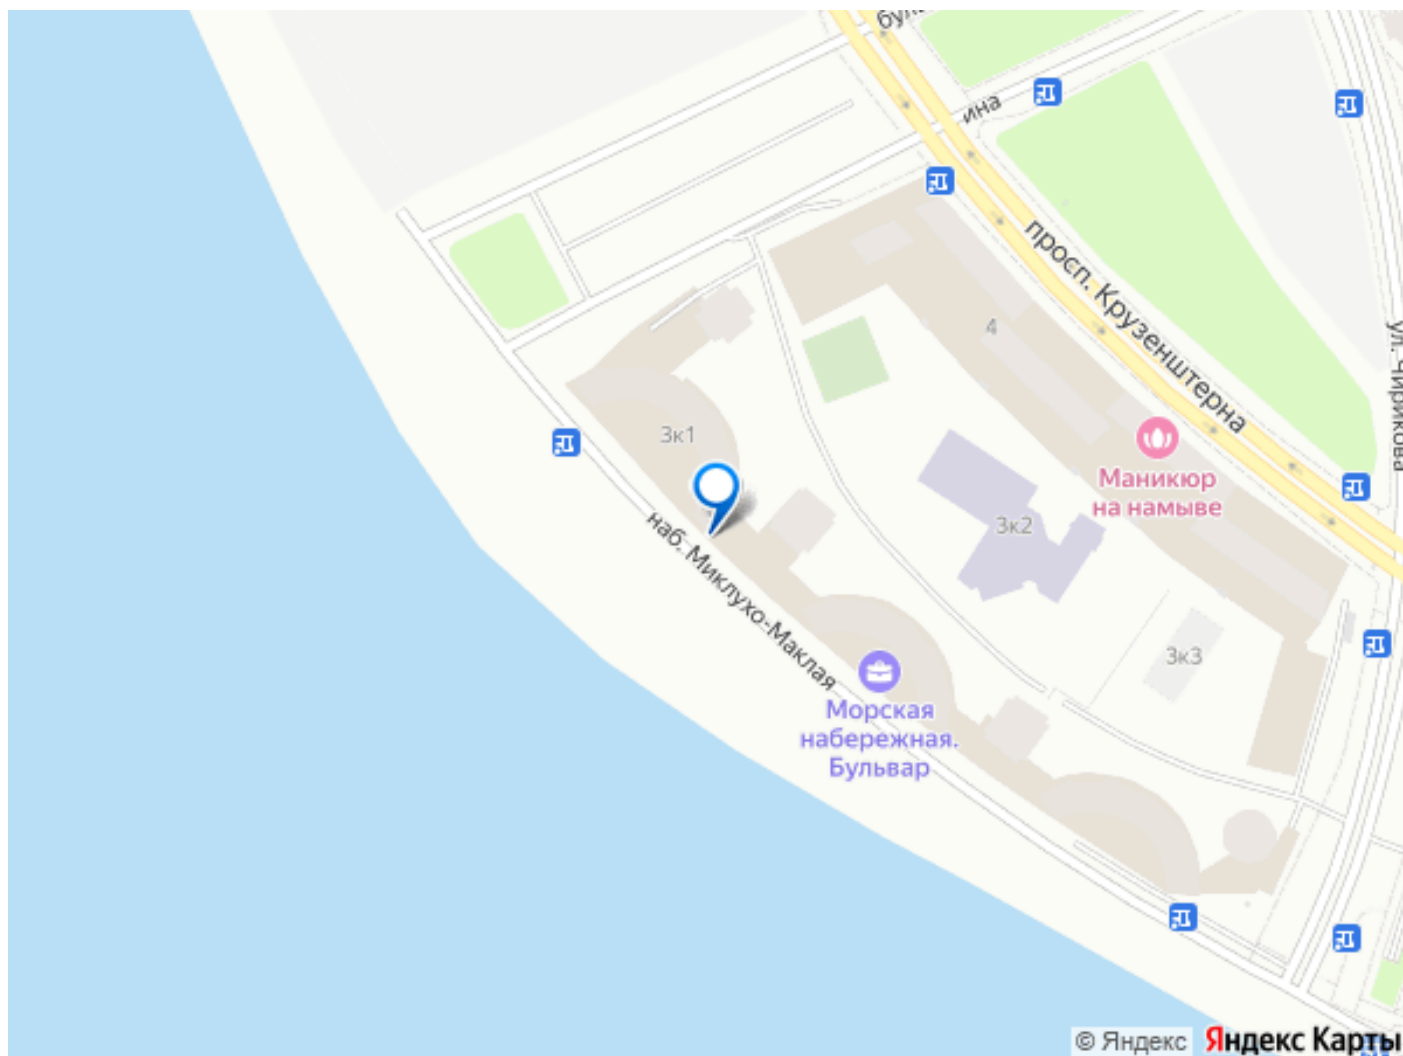 бул
ина
просп. Крузенштерна
4
ул. Чирикова
3к1
Маникюр
на намыве
3к2
наб. Миклухо-Маклая
3к3
Морская
набережная.
Бульвар
© Яндекс Яндекс Карты